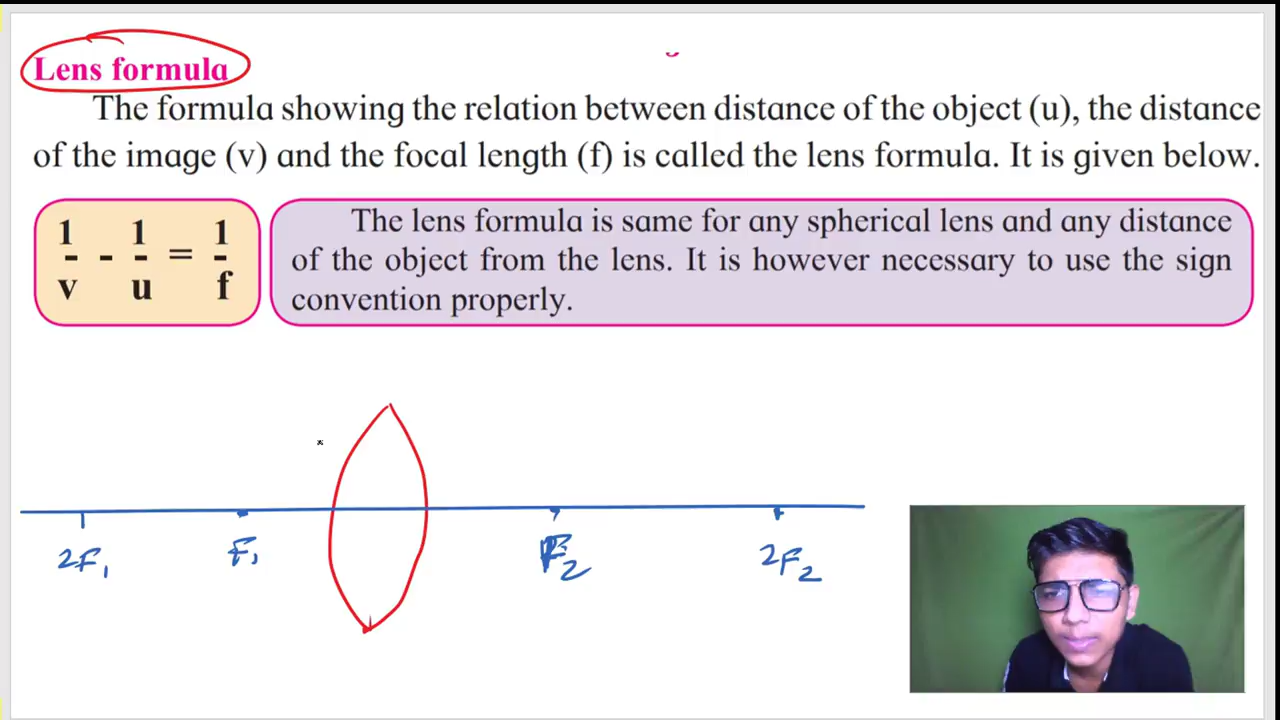 Lens formula
The formula showing the relation between distance of the object (u), the distance
of the image (v) and the focal length (f) is called the lens formula. It is given below.
1/v - 1/u = 1/f
The lens formula is same for any spherical lens and any distance
of the object from the lens. It is however necessary to use the sign
convention properly.
2F1 F1 F2 2F2